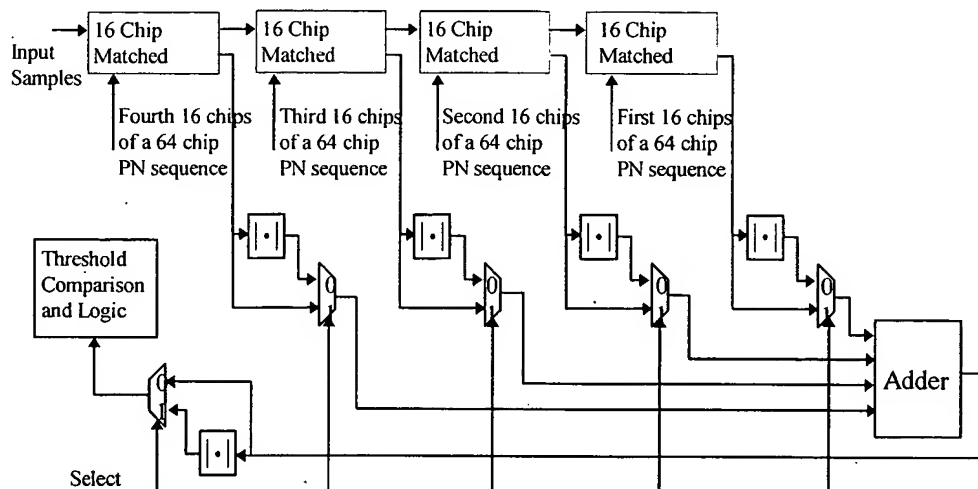 Input
Samples
16 Chip
Matched
16 Chip
Matched
16 Chip
Matched
16 Chip
Matched
Fourth 16 chips
of a 64 chip
PN sequence
Third 16 chips
of a 64 chip
PN sequence
Second 16 chips
of a 64 chip
PN sequence
First 16 chips
of a 64 chip
PN sequence
|•|
|•|
|•|
|•|
Threshold
Comparison
and Logic
0
1
0
1
0
1
0
1
Adder
0
1
|•|
Select